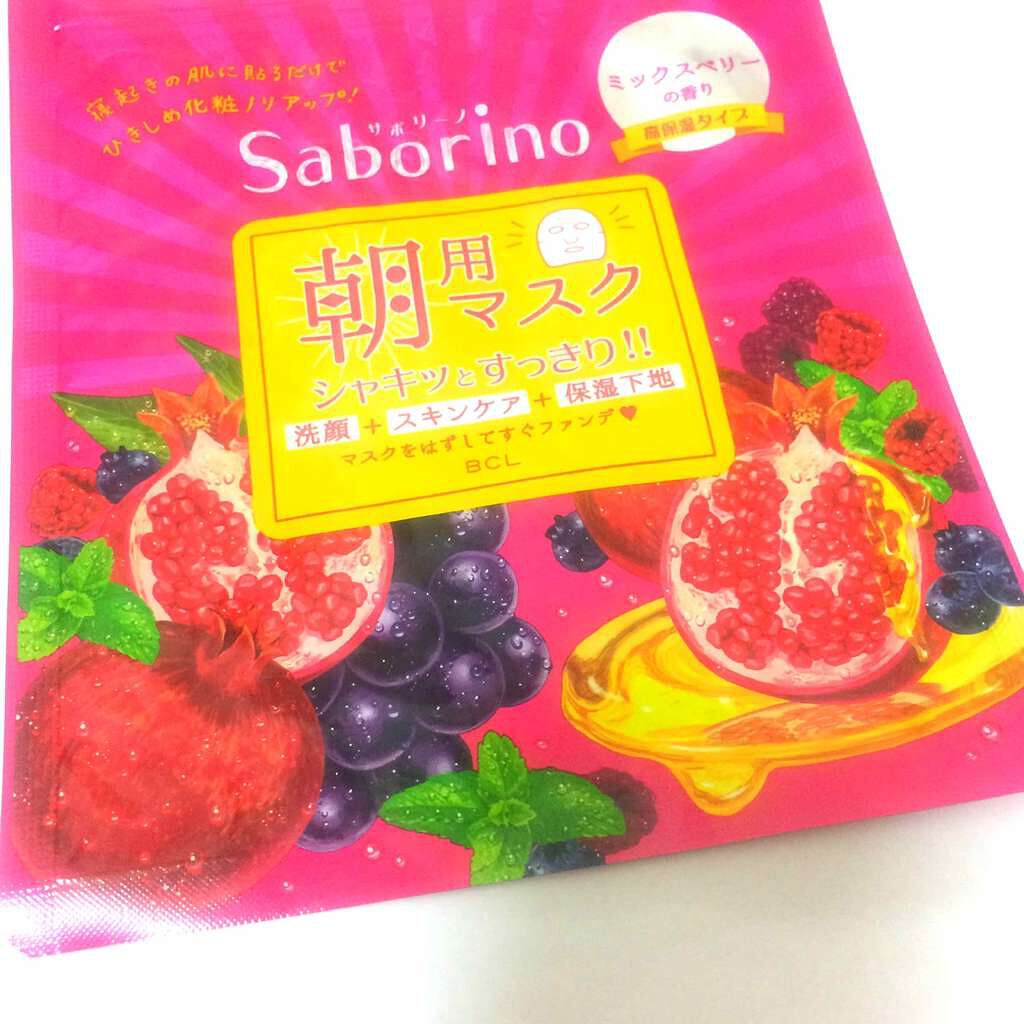 寝起きの肌に貼るだけで
ひきしめ化粧ノリアップ!
サボリーノ
Saborino
ミックスベリー
の香り
高保湿タイプ
朝用マスク
シャキッとすっきり!!
洗顔+スキンケア+保湿下地
マスクをはずしてすぐファンデ♥
BCL